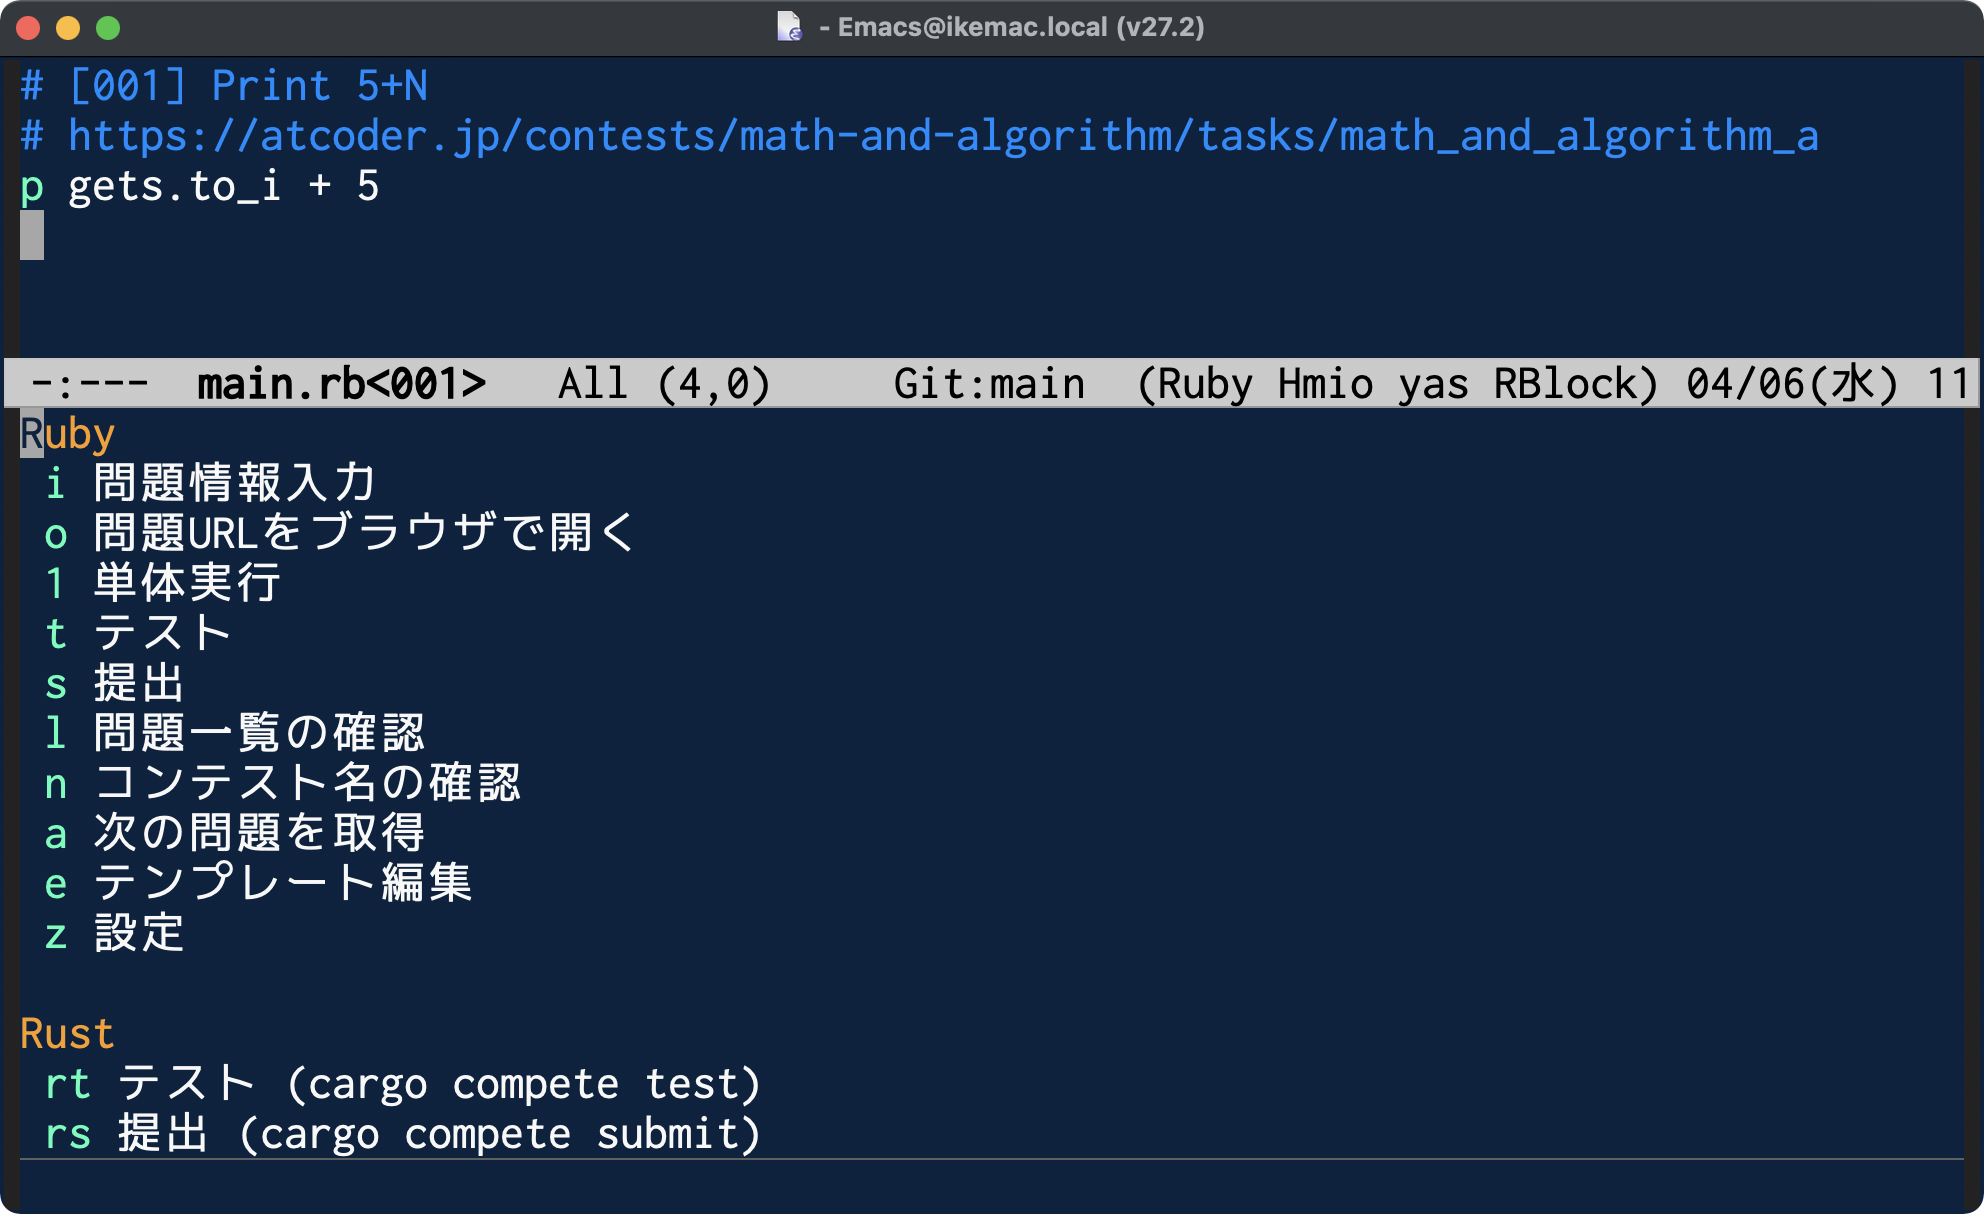 - Emacs@ikemac.local (v27.2)
# [001] Print 5+N
# https://atcoder.jp/contests/math-and-algorithm/tasks/math_and_algorithm_a
p gets.to_i + 5
-:--- main.rb<001> All (4,0) Git:main (Ruby Hmio yas RBlock) 04/06(水) 11
Ruby
i 問題情報入力
o 問題URLをブラウザで開く
1 単体実行
t テスト
s 提出
l 問題一覧の確認
n コンテスト名の確認
a 次の問題を取得
e テンプレート編集
z 設定
Rust
rt テスト (cargo compete test)
rs 提出 (cargo compete submit)